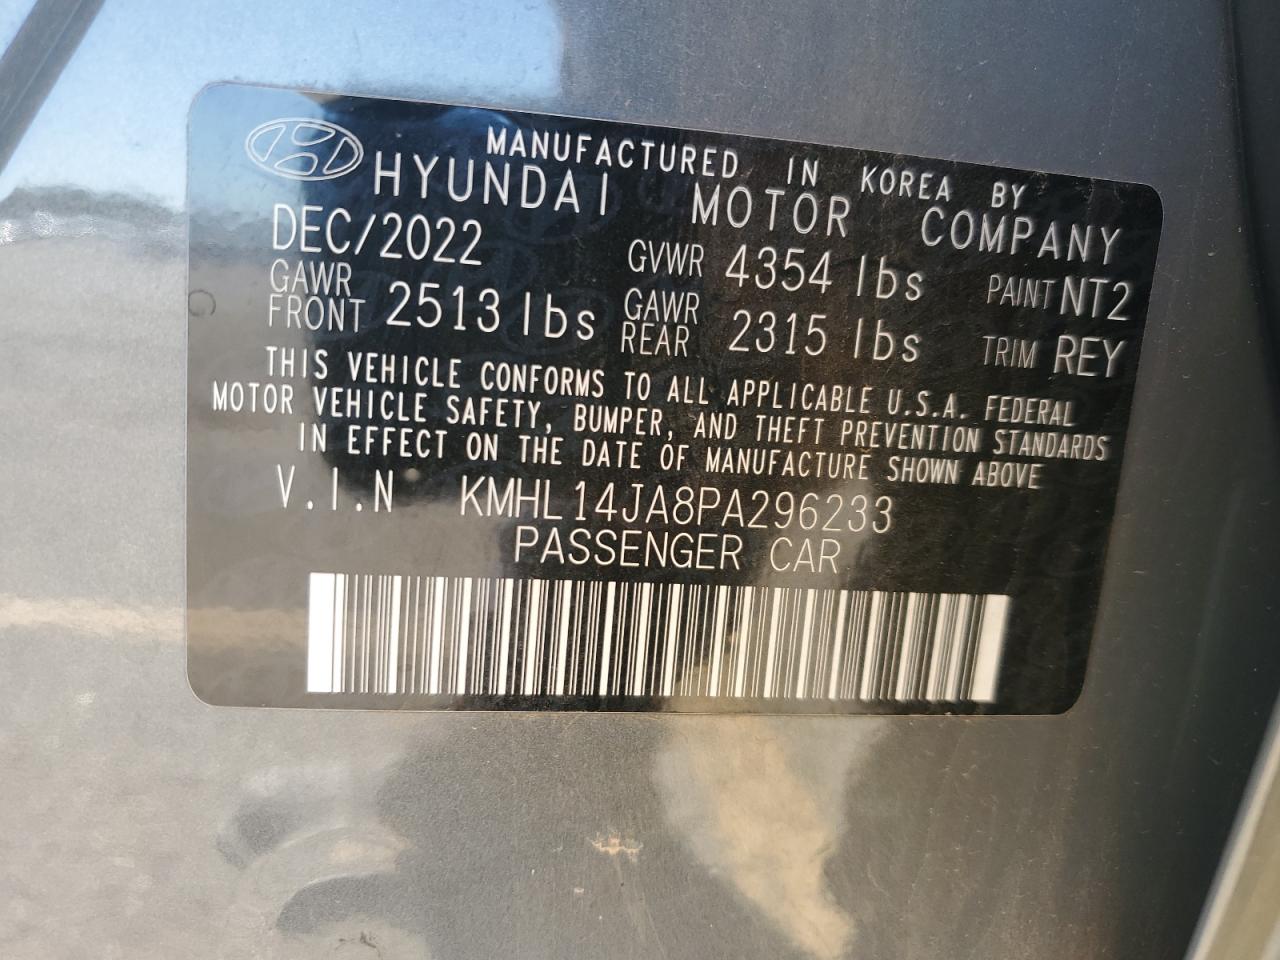 MANUFACTURED IN KOREA BY
HYUNDAI MOTOR COMPANY
DEC/2022 GVWR 4354 lbs PAINT NT2
GAWR FRONT 2513 lbs GAWR REAR 2315 lbs TRIM REY
THIS VEHICLE CONFORMS TO ALL APPLICABLE U.S.A. FEDERAL
MOTOR VEHICLE SAFETY, BUMPER, AND THEFT PREVENTION STANDARDS
IN EFFECT ON THE DATE OF MANUFACTURE SHOWN ABOVE
V.I.N KMHL14JA8PA296233
PASSENGER CAR